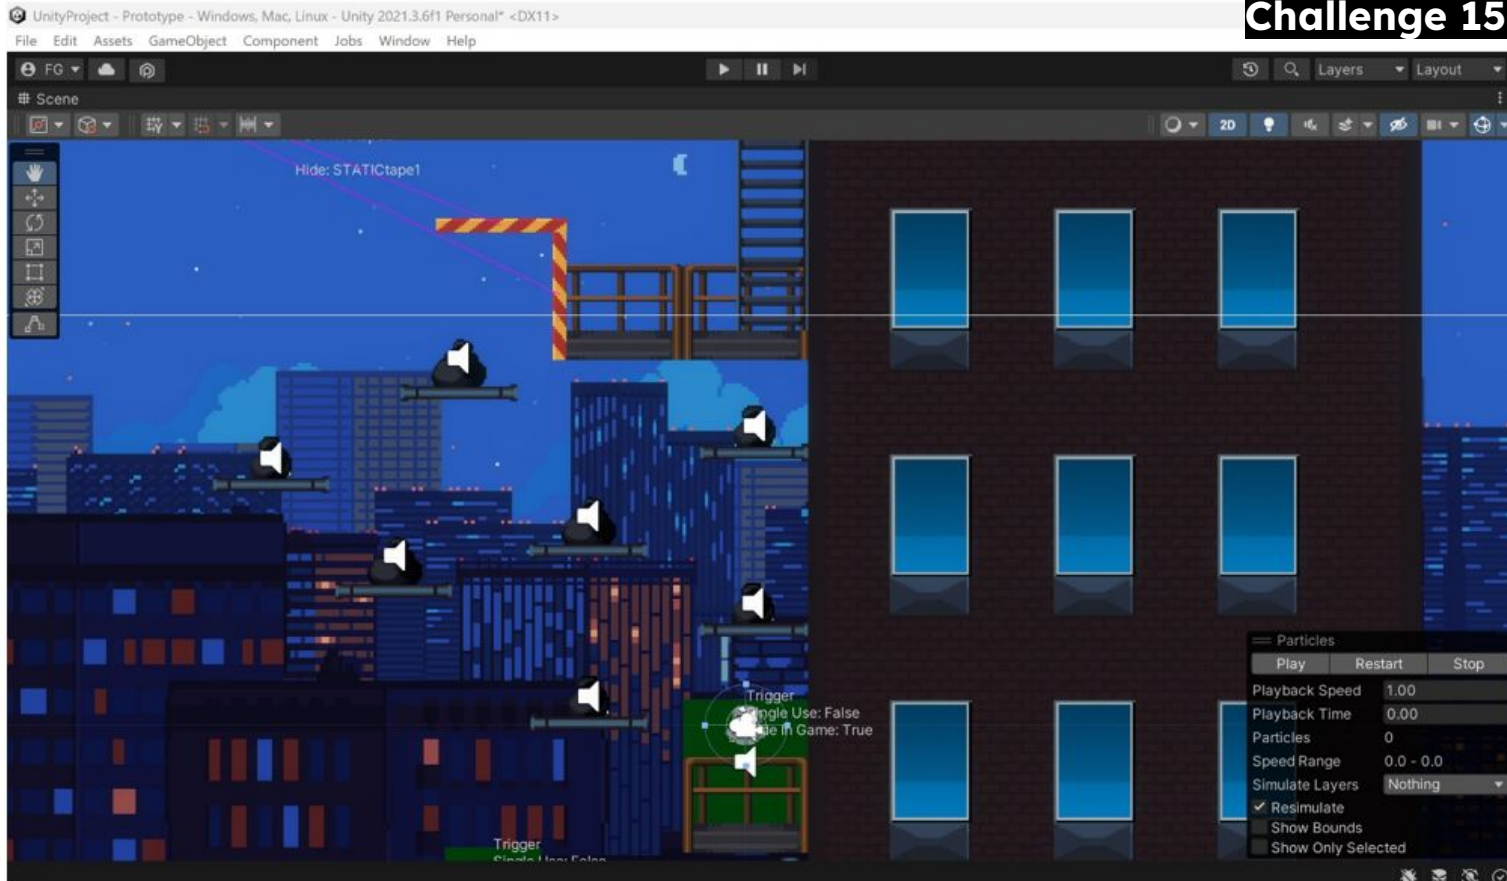 UnityProject - Prototype - Windows, Mac, Linux - Unity 2021.3.6f1 Personal* <DX11>
Challenge 15
File Edit Assets GameObject Component Jobs Window Help
FG
Layers Layout
Scene
2D
Hide: STATICtape1
Trigger
Single Use: False
Hide In Game: True
Particles
Play Restart Stop
Playback Speed 1.00
Playback Time 0.00
Particles 0
Speed Range 0.0 - 0.0
Simulate Layers Nothing
Resimulate
Show Bounds
Show Only Selected
Trigger
Single Use: False